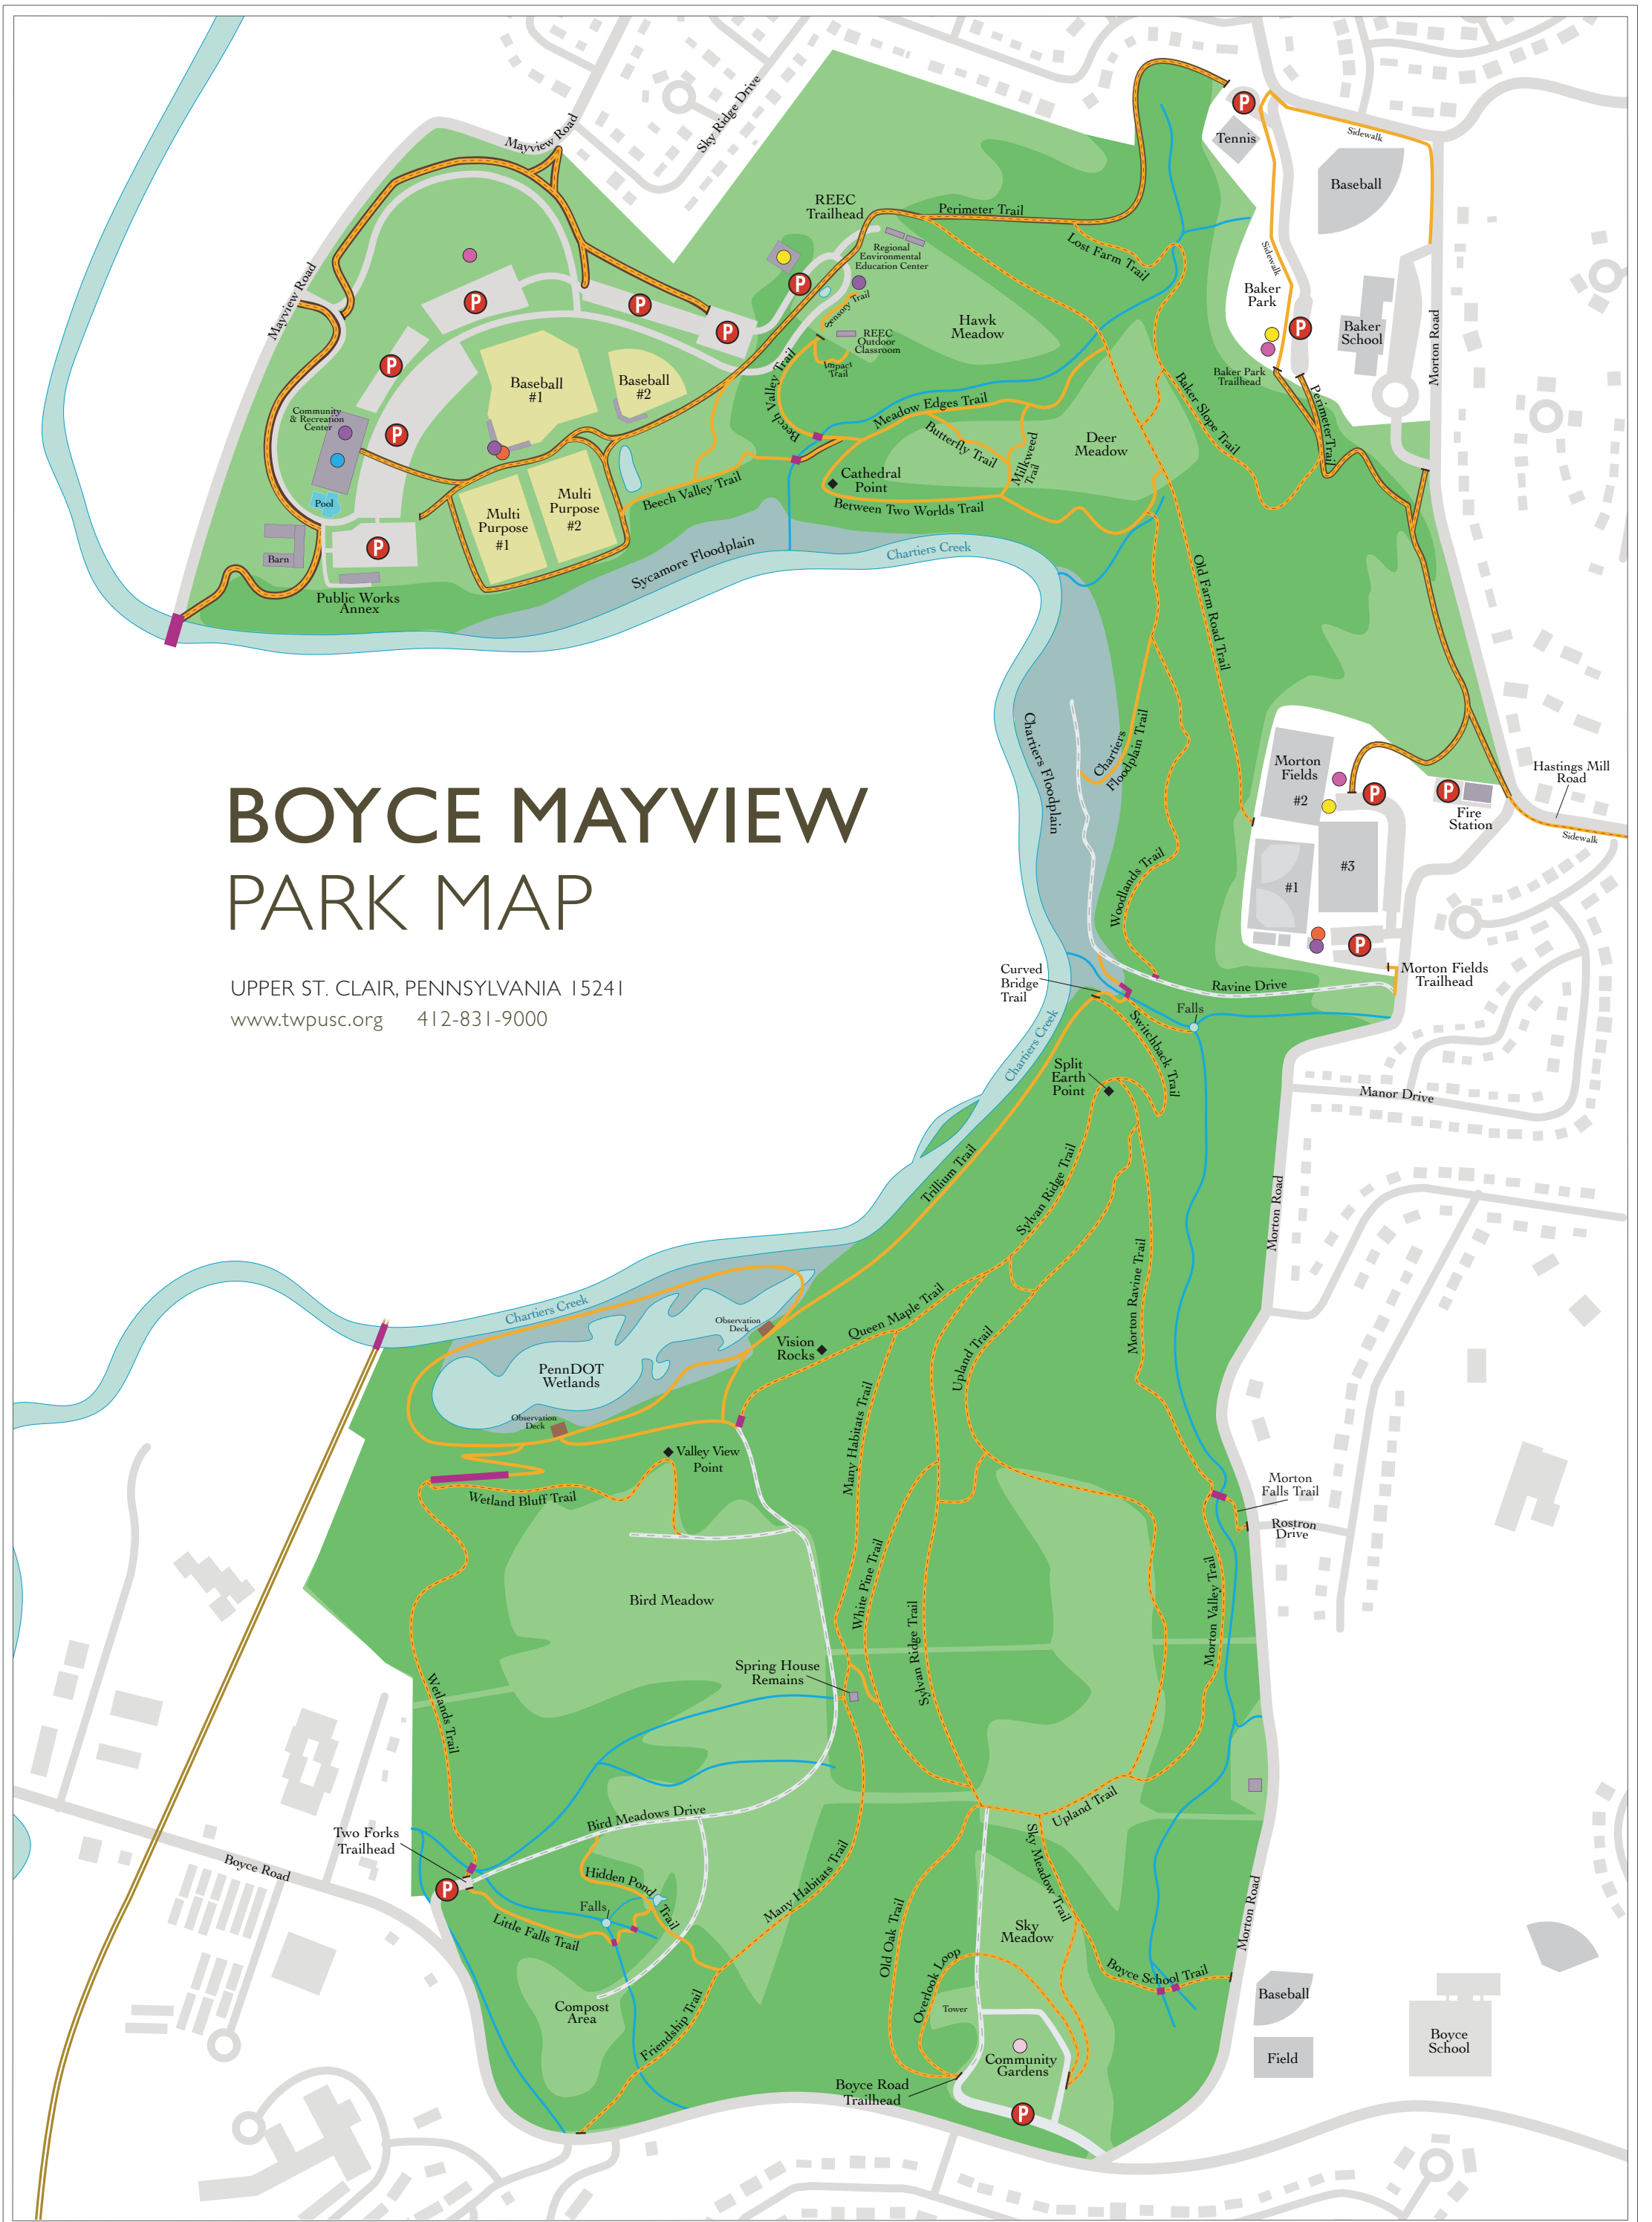 Mayview Road
Sky Ridge Drive
Mayview Road
REEC
Trailhead
Perimeter Trail
Lost Farm Trail
Regional
Environmental
Education Center
Sensory Trail
REEC
Outdoor
Classroom
Impact
Trail
Hawk
Meadow
Tennis
Sidewalk
Baseball
Sidewalk
Baker
Park
Baker
School
Morton Road
Baker Park
Trailhead
Perimeter Trail
Baker Slope Trail
P
P
P
P
P
P
P
P
P
Baseball
#1
Baseball
#2
Community
& Recreation
Center
Pool
Barn
Public Works
Annex
Multi
Purpose
#1
Multi
Purpose
#2
Beech Valley Trail
Beech Valley Trail
Meadow Edges Trail
Butterfly Trail
Milkweed
Trail
Deer
Meadow
Cathedral
Point
Between Two Worlds Trail
Sycamore Floodplain
Chartiers Creek
Old Farm Road Trail
Chartiers Floodplain
Chartiers
Floodplain Trail
Woodlands Trail
Morton
Fields
#2
#3
#1
P
P
P
Fire
Station
Hastings Mill
Road
Sidewalk
Morton Fields
Trailhead
BOYCE MAYVIEW
PARK MAP
UPPER ST. CLAIR, PENNSYLVANIA 15241
www.twpusc.org 412-831-9000
Curved
Bridge
Trail
Ravine Drive
Falls
Switchback Trail
Chartiers Creek
Split
Earth
Point
Manor Drive
Morton Road
Trillium Trail
Sylvan Ridge Trail
Morton Ravine Trail
Queen Maple Trail
Upland Trail
Chartiers Creek
Observation
Deck
Vision
Rocks
PennDOT
Wetlands
Observation
Deck
Valley View
Point
Wetland Bluff Trail
Many Habitats Trail
Morton
Falls Trail
Rostron
Drive
White Pine Trail
Sylvan Ridge Trail
Morton Valley Trail
Bird Meadow
Spring House
Remains
Wetlands Trail
Bird Meadows Drive
Two Forks
Trailhead
Boyce Road
P
Hidden Pond
Trail
Falls
Little Falls Trail
Many Habitats Trail
Upland Trail
Sky Meadow Trail
Old Oak Trail
Overlook Loop
Sky
Meadow
Boyce School Trail
Morton Road
Compost
Area
Friendship Trail
Tower
Community
Gardens
Boyce Road
Trailhead
P
Baseball
Field
Boyce
School